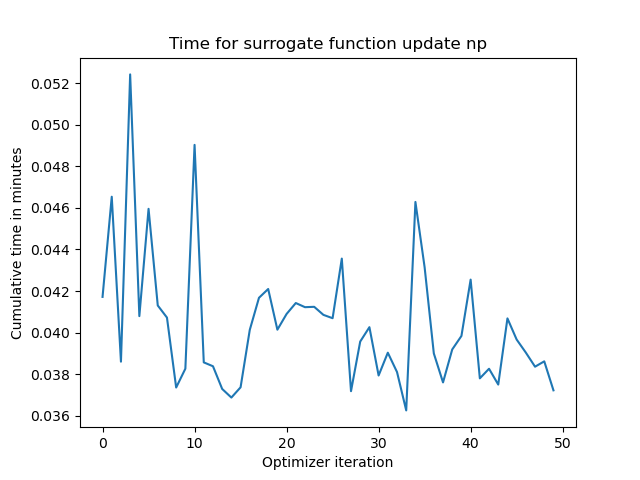 Time for surrogate function update np
Cumulative time in minutes
0.052
0.050
0.048
0.046
0.044
0.042
0.040
0.038
0.036
0 10 20 30 40 50
Optimizer iteration